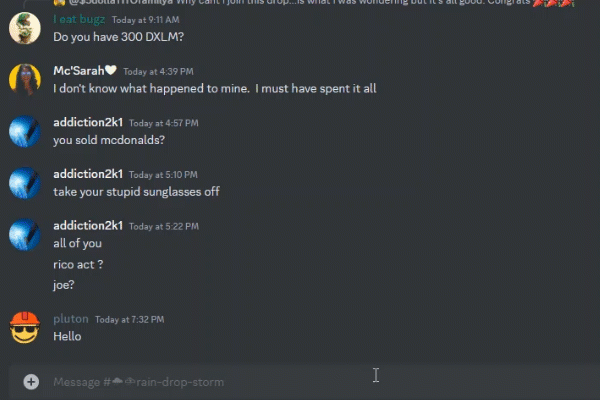 Why cant I join this drop...is what I was wondering but it's all good. Congrats
I eat bugz Today at 9:11 AM
Do you have 300 DXLM?
Mc'Sarah🤍 Today at 4:39 PM
I don't know what happened to mine. I must have spent it all
addiction2k1 Today at 4:57 PM
you sold mcdonalds?
addiction2k1 Today at 5:10 PM
take your stupid sunglasses off
addiction2k1 Today at 5:22 PM
all of you
rico act ?
joe?
pluton Today at 7:32 PM
Hello
Message #🌧️👁️rain-drop-storm